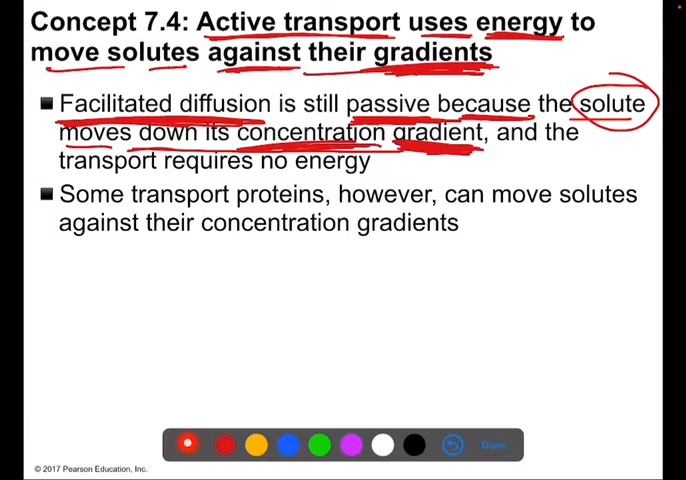 Concept 7.4: Active transport uses energy to
move solutes against their gradients
Facilitated diffusion is still passive because the solute
moves down its concentration gradient, and the
transport requires no energy
Some transport proteins, however, can move solutes
against their concentration gradients
Done
© 2017 Pearson Education, Inc.